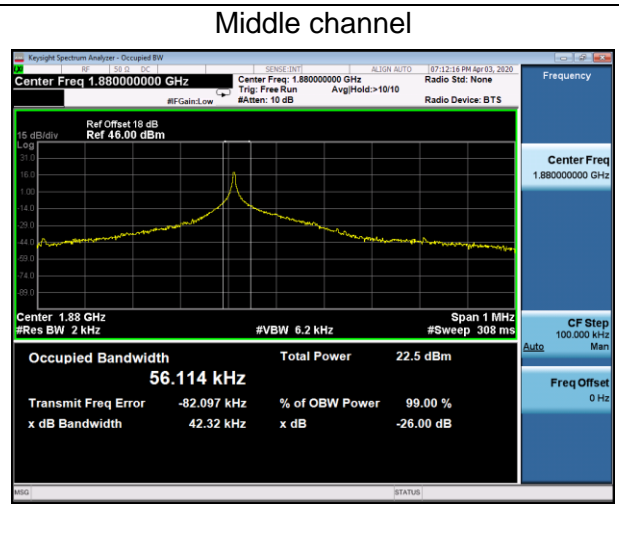 Middle channel
Keysight Spectrum Analyzer - Occupied BW
RF 50 Ω DC SENSE:INT ALIGN AUTO 07:12:16 PM Apr 03, 2020
Center Freq 1.880000000 GHz Center Freq: 1.880000000 GHz Radio Std: None Frequency
Trig: Free Run Avg|Hold:>10/10
#IFGain:Low #Atten: 10 dB Radio Device: BTS
Ref Offset 18 dB
15 dB/div Ref 46.00 dBm
Log
31.0
16.0
1.00
-14.0
-29.0
-44.0
-59.0
-74.0
-89.0
Center Freq
1.880000000 GHz
Center 1.88 GHz Span 1 MHz
#Res BW 2 kHz #VBW 6.2 kHz #Sweep 308 ms
CF Step
100.000 kHz
Auto Man
Occupied Bandwidth Total Power 22.5 dBm
56.114 kHz
Transmit Freq Error -82.097 kHz % of OBW Power 99.00 %
x dB Bandwidth 42.32 kHz x dB -26.00 dB
Freq Offset
0 Hz
MSG STATUS